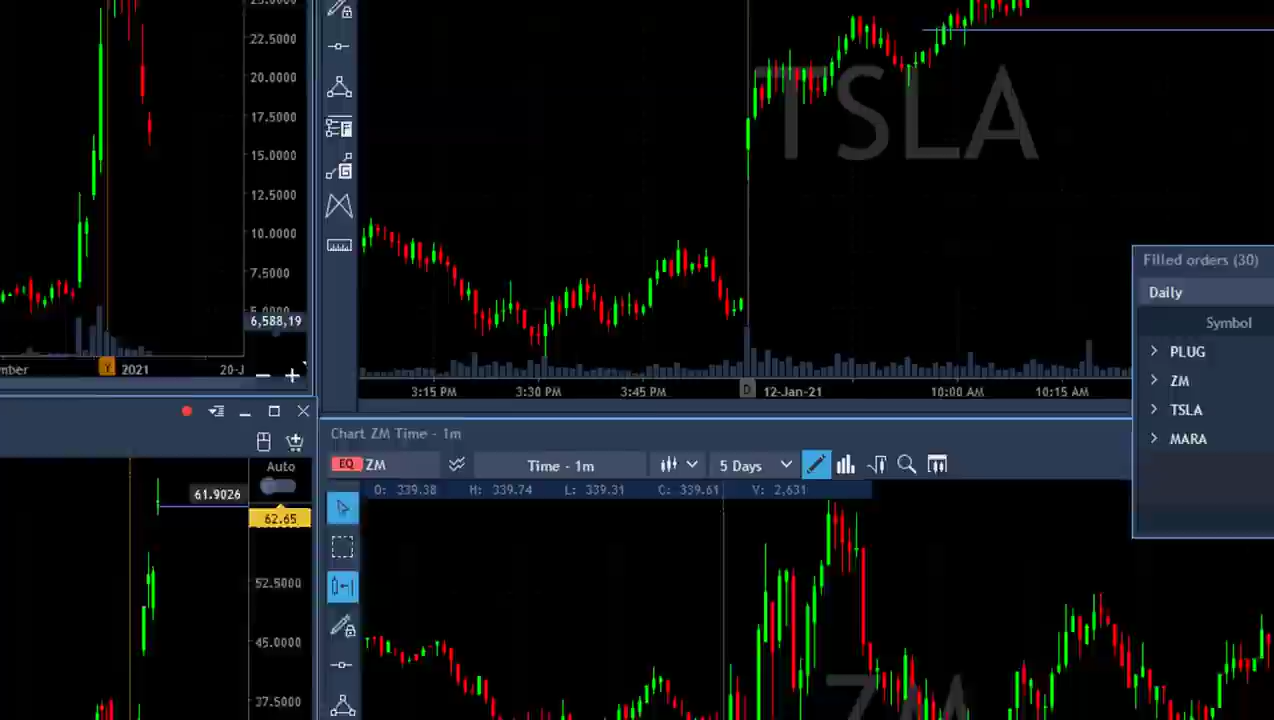 25.0000
22.5000
20.0000
17.5000
15.0000
12.5000
10.0000
7.5000
5.0000
6,588,19
mber
Y
2021
20-J
TSLA
3:15 PM
3:30 PM
3:45 PM
D
12-Jan-21
10:00 AM
10:15 AM
Filled orders (30)
Daily
Symbol
PLUG
ZM
TSLA
MARA
Auto
61.9026
62.65
52.5000
45.0000
37.5000
Chart ZM Time - 1m
EQ ZM
Time - 1m
5 Days
O: 339.38 H: 339.74 L: 339.31 C: 339.61 V: 2,631
ZM